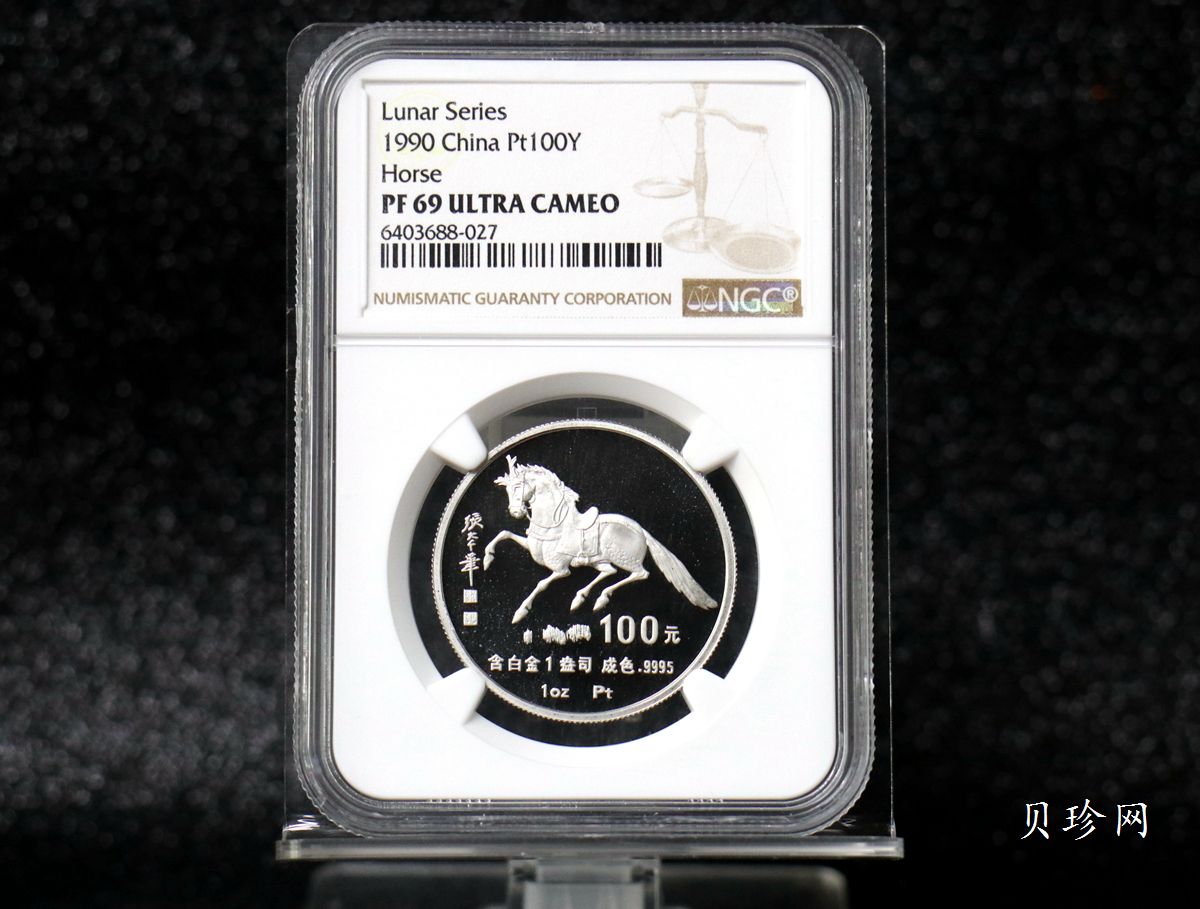 Lunar Series
1990 China Pt100Y
Horse
PF 69 ULTRA CAMEO
6403688-027
NUMISMATIC GUARANTY CORPORATION
NGC®
100元
含白金1盎司 成色.9995
1oz Pt
贝珍网